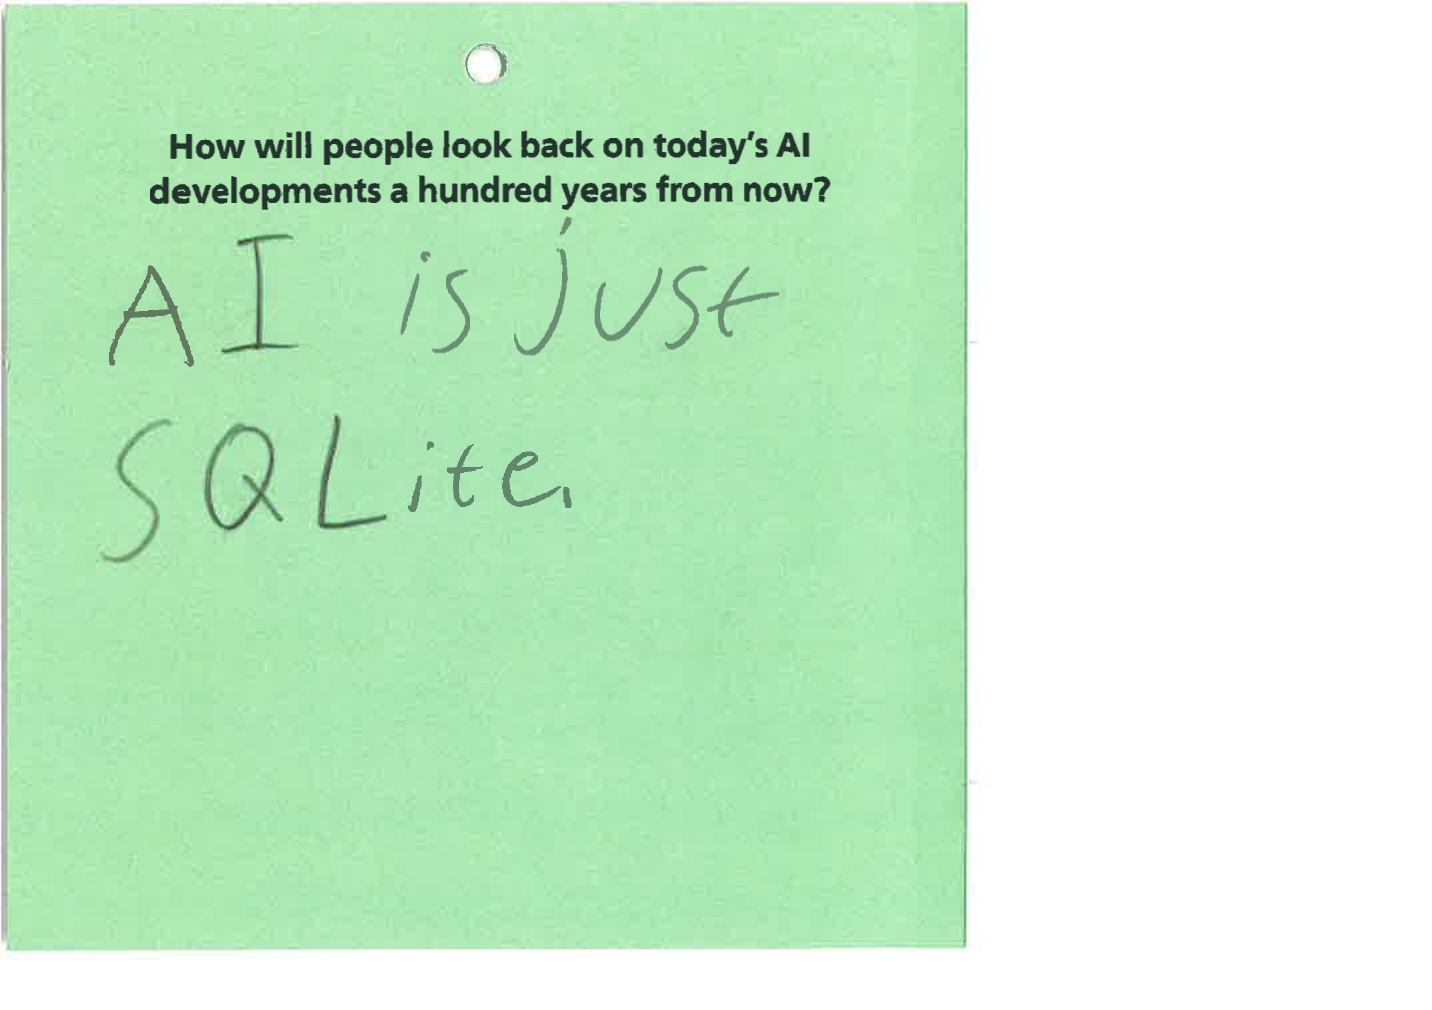 How will people look back on today's AI
developments a hundred years from now?
AI is just
SQLite.